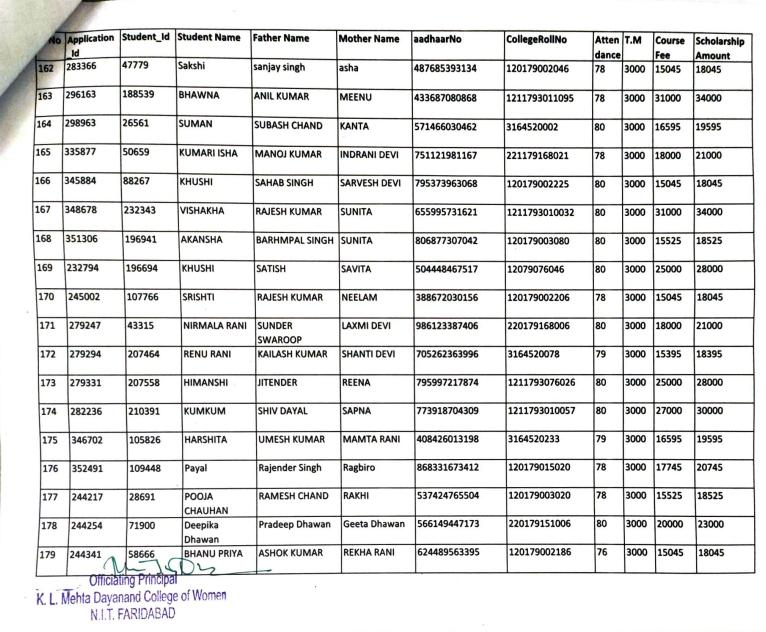 No Application Id Student_Id Student Name Father Name Mother Name aadhaarNo CollegeRollNo Atten dance T.M Course Fee Scholarship Amount
162 283366 47779 Sakshi sanjay singh asha 487685393134 120179002046 78 3000 15045 18045
163 296163 188539 BHAWNA ANIL KUMAR MEENU 433687080868 1211793011095 78 3000 31000 34000
164 298963 26561 SUMAN SUBASH CHAND KANTA 571466030462 3164520002 80 3000 16595 19595
165 335877 50659 KUMARI ISHA MANOJ KUMAR INDRANI DEVI 751121981167 221179168021 78 3000 18000 21000
166 345884 88267 KHUSHI SAHAB SINGH SARVESH DEVI 795373963068 120179002225 80 3000 15045 18045
167 348678 232343 VISHAKHA RAJESH KUMAR SUNITA 655995731621 1211793010032 80 3000 31000 34000
168 351306 196941 AKANSHA BARHMPAL SINGH SUNITA 806877307042 120179003080 80 3000 15525 18525
169 232794 196694 KHUSHI SATISH SAVITA 504448467517 12079076046 80 3000 25000 28000
170 245002 107766 SRISHTI RAJESH KUMAR NEELAM 388672030156 120179002206 78 3000 15045 18045
171 279247 43315 NIRMALA RANI SUNDER SWAROOP LAXMI DEVI 986123387406 220179168006 80 3000 18000 21000
172 279294 207464 RENU RANI KAILASH KUMAR SHANTI DEVI 705262363996 3164520078 79 3000 15395 18395
173 279331 207558 HIMANSHI JITENDER REENA 795997217874 1211793076026 80 3000 25000 28000
174 282236 210391 KUMKUM SHIV DAYAL SAPNA 773918704309 1211793010057 80 3000 27000 30000
175 346702 105826 HARSHITA UMESH KUMAR MAMTA RANI 408426013198 3164520233 79 3000 16595 19595
176 352491 109448 Payal Rajender Singh Ragbiro 868331673412 120179015020 78 3000 17745 20745
177 244217 28691 POOJA CHAUHAN RAMESH CHAND RAKHI 537424765504 120179003020 78 3000 15525 18525
178 244254 71900 Deepika Dhawan Pradeep Dhawan Geeta Dhawan 566149447173 220179151006 80 3000 20000 23000
179 244341 58666 BHANU PRIYA ASHOK KUMAR REKHA RANI 624489563395 120179002186 76 3000 15045 18045
Officiating Principal
K. L. Mehta Dayanand College of Women
N.I.T. FARIDABAD